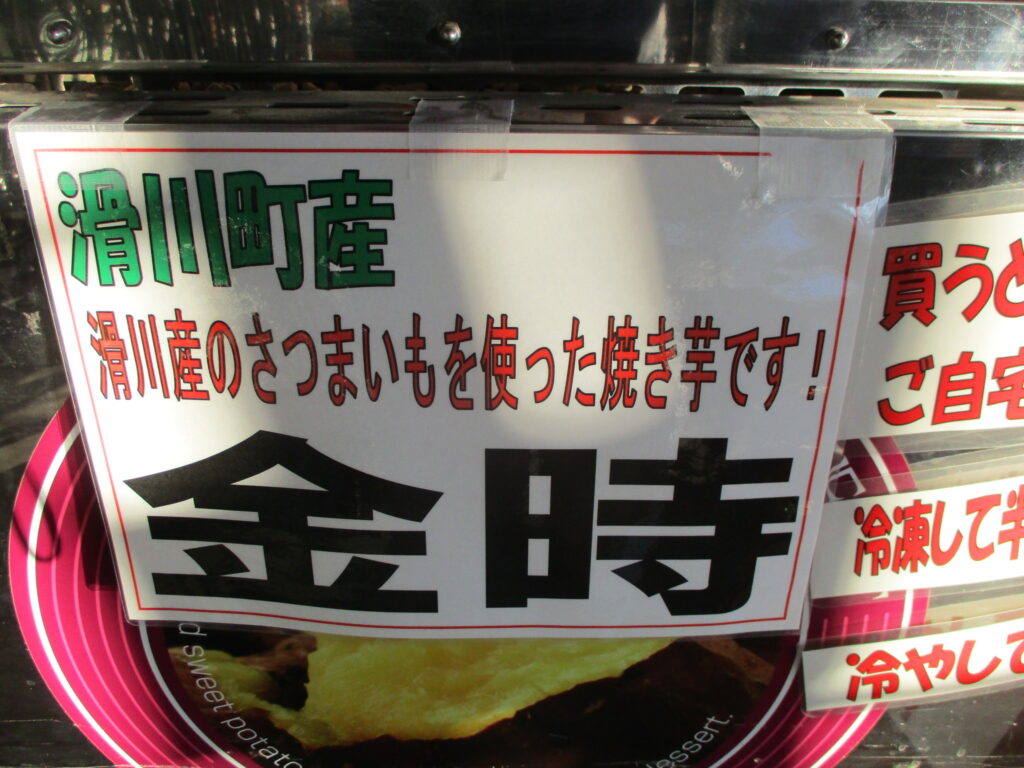 滑川町産
滑川産のさつまいもを使った焼き芋です!
金時
買うと
ご自宅
冷凍して半
冷やして
d sweet potato
dessert.